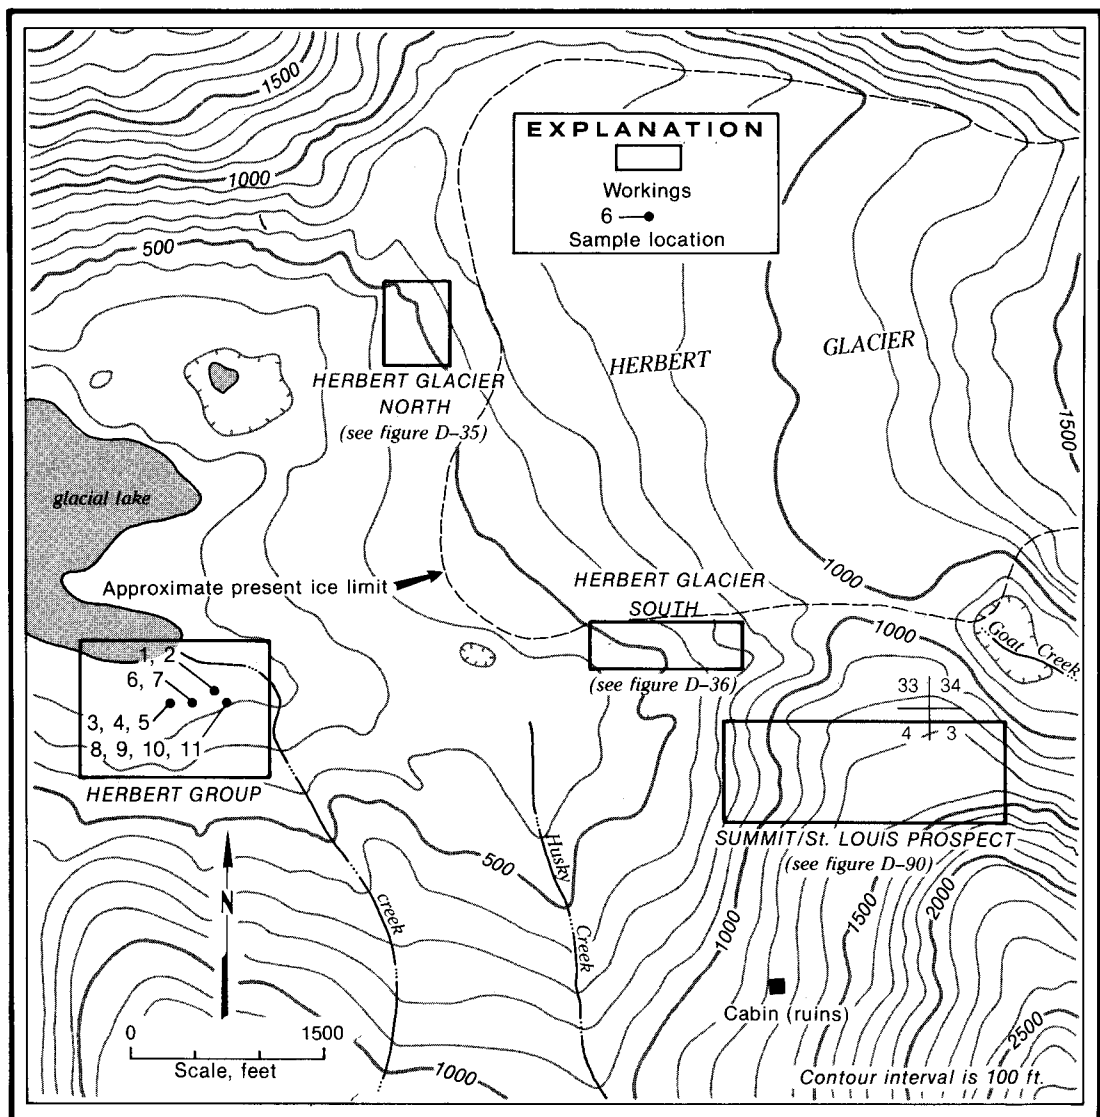 1500
EXPLANATION
Workings
6
Sample location
1000
500
HERBERT GLACIER
NORTH
(see figure D–35)
HERBERT
GLACIER
1500
glacial lake
Approximate present ice limit
HERBERT GLACIER
SOUTH
(see figure D–36)
1000
1000
Goat
Creek
33 34
4 3
1, 2
6, 7
3, 4, 5
8, 9, 10, 11
HERBERT GROUP
SUMMIT/St. LOUIS PROSPECT
(see figure D–90)
500
Husky
Creek
creek
N
1000
1500
2000
2500
Cabin (ruins)
0 1500
Scale, feet
1000
Contour interval is 100 ft.